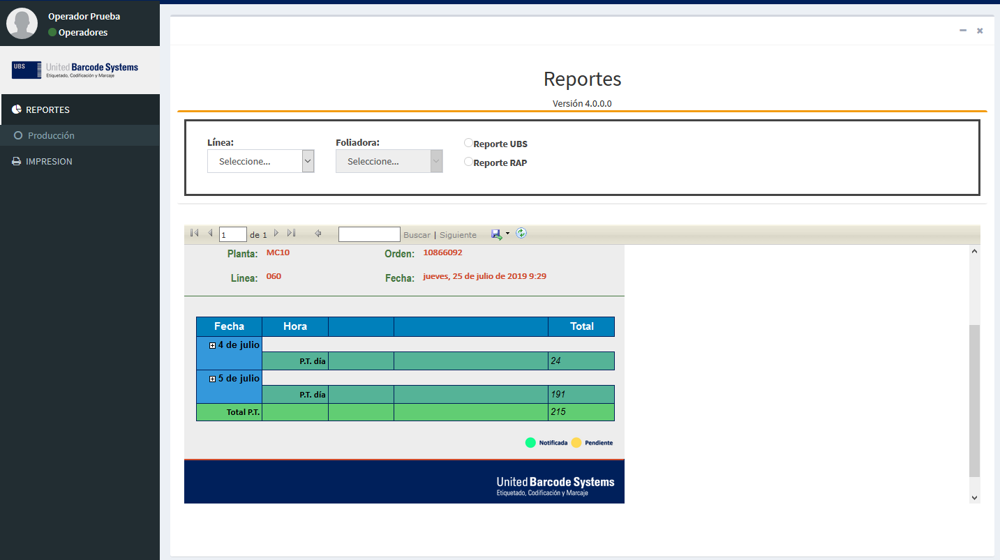 Operador Prueba
Operadores
UBS United Barcode Systems
Etiquetado, Codificación y Marcaje
REPORTES
Producción
IMPRESION
Reportes
Versión 4.0.0.0
Línea: Foliadora:
Seleccione... Seleccione...
Reporte UBS
Reporte RAP
1 de 1 Buscar | Siguiente
Planta: MC10 Orden: 10866092
Línea: 060 Fecha: jueves, 25 de julio de 2019 9:29
Fecha Hora Total
4 de julio
P.T. día 24
5 de julio
P.T. día 191
Total P.T. 215
Notificada Pendiente
United Barcode Systems
Etiquetado, Codificación y Marcaje